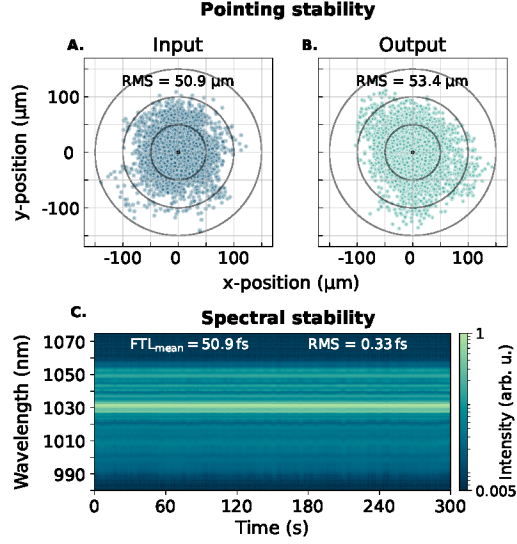 Pointing stability
A. Input
B. Output
RMS = 50.9 μm
RMS = 53.4 μm
y-position (μm)
100
0
-100
-100 0 100
-100 0 100
x-position (μm)
C. Spectral stability
FTLmean = 50.9 fs
RMS = 0.33 fs
Wavelength (nm)
1070
1050
1030
1010
990
0 60 120 180 240 300
Time (s)
1
0.005
Intensity (arb. u.)